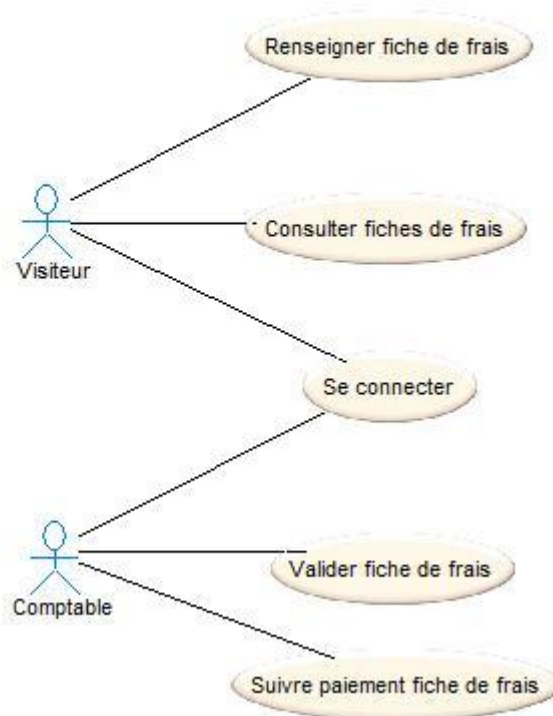 Renseigner fiche de frais
Consulter fiches de frais
Visiteur
Se connecter
Valider fiche de frais
Comptable
Suivre paiement fiche de frais